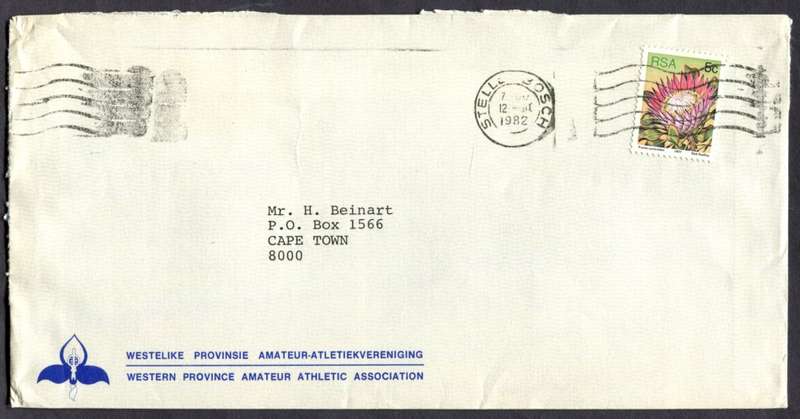 RSA 5c
STELLENBOSCH
12
1982
Mr. H. Beinart
P.O. Box 1566
CAPE TOWN
8000
WESTELIKE PROVINSIE AMATEUR-ATLETIEKVERENIGING
WESTERN PROVINCE AMATEUR ATHLETIC ASSOCIATION